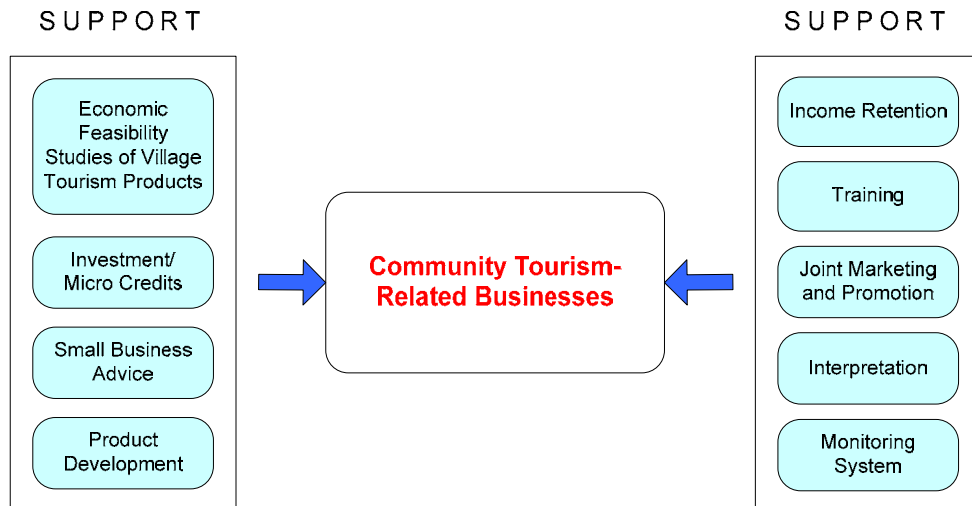 SUPPORT
Economic
Feasibility
Studies of Village
Tourism Products
Investment/
Micro Credits
Small Business
Advice
Product
Development
Community Tourism-
Related Businesses
SUPPORT
Income Retention
Training
Joint Marketing
and Promotion
Interpretation
Monitoring
System